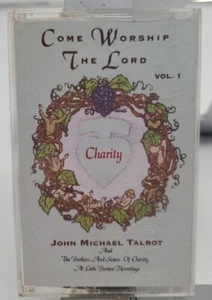 Come Worship
The Lord
VOL. 1
Charity
JOHN MICHAEL TALBOT
And
The Brothers And Sisters Of Charity
At Little Portion Hermitage